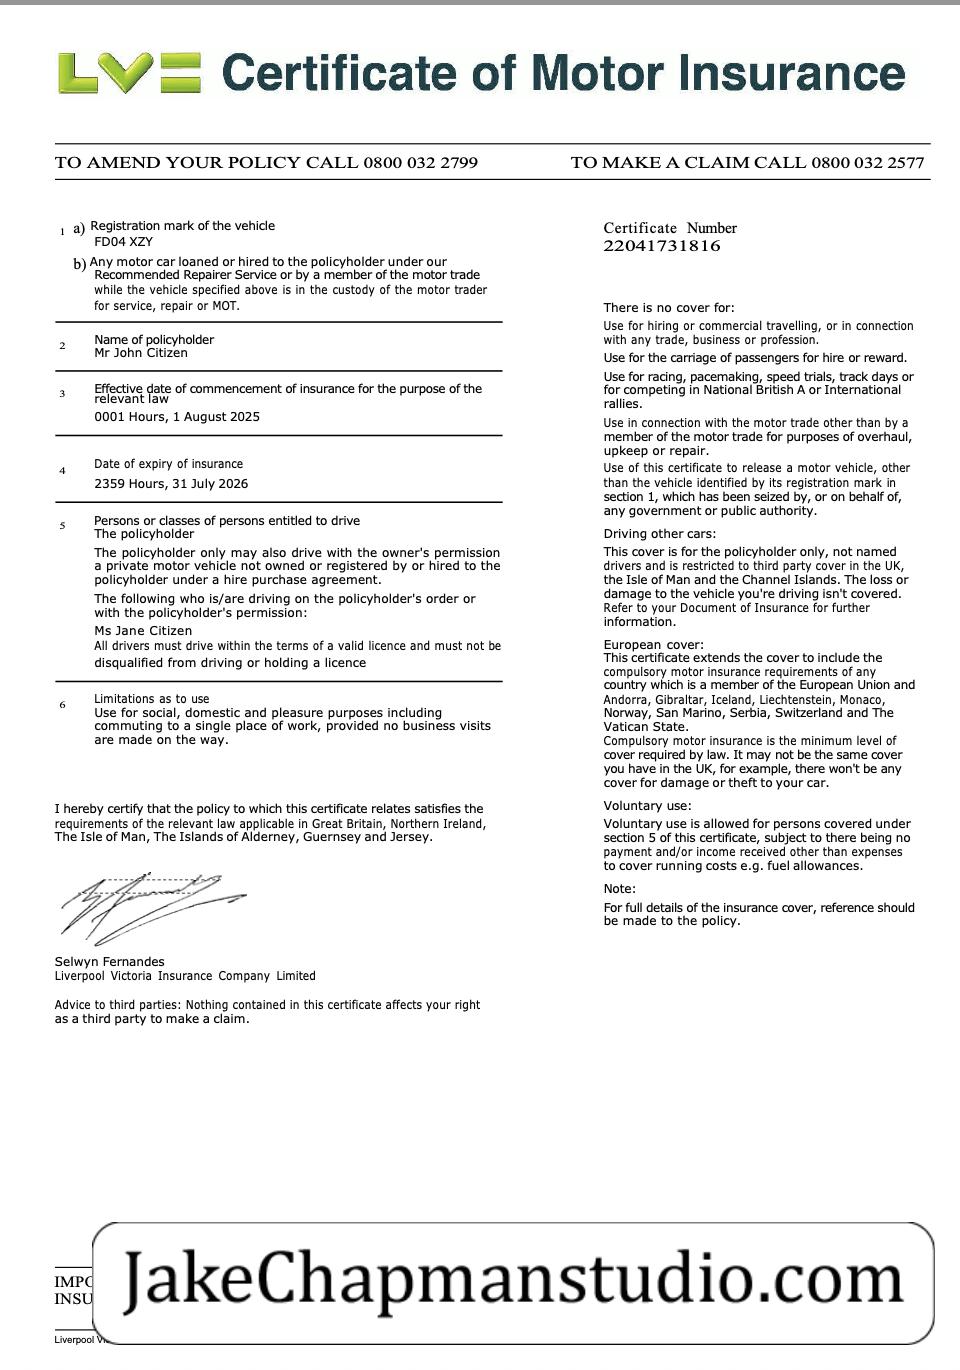 LV= Certificate of Motor Insurance
TO AMEND YOUR POLICY CALL 0800 032 2799
TO MAKE A CLAIM CALL 0800 032 2577
1 a) Registration mark of the vehicle
FD04 XZY
b) Any motor car loaned or hired to the policyholder under our
Recommended Repairer Service or by a member of the motor trade
while the vehicle specified above is in the custody of the motor trader
for service, repair or MOT.
2 Name of policyholder
Mr John Citizen
3 Effective date of commencement of insurance for the purpose of the
relevant law
0001 Hours, 1 August 2025
4 Date of expiry of insurance
2359 Hours, 31 July 2026
5 Persons or classes of persons entitled to drive
The policyholder
The policyholder only may also drive with the owner's permission
a private motor vehicle not owned or registered by or hired to the
policyholder under a hire purchase agreement.
The following who is/are driving on the policyholder's order or
with the policyholder's permission:
Ms Jane Citizen
All drivers must drive within the terms of a valid licence and must not be
disqualified from driving or holding a licence
6 Limitations as to use
Use for social, domestic and pleasure purposes including
commuting to a single place of work, provided no business visits
are made on the way.
I hereby certify that the policy to which this certificate relates satisfies the
requirements of the relevant law applicable in Great Britain, Northern Ireland,
The Isle of Man, The Islands of Alderney, Guernsey and Jersey.
Selwyn Fernandes
Liverpool Victoria Insurance Company Limited
Advice to third parties: Nothing contained in this certificate affects your right
as a third party to make a claim.
Certificate Number
22041731816
There is no cover for:
Use for hiring or commercial travelling, or in connection
with any trade, business or profession.
Use for the carriage of passengers for hire or reward.
Use for racing, pacemaking, speed trials, track days or
for competing in National British A or International
rallies.
Use in connection with the motor trade other than by a
member of the motor trade for purposes of overhaul,
upkeep or repair.
Use of this certificate to release a motor vehicle, other
than the vehicle identified by its registration mark in
section 1, which has been seized by, or on behalf of,
any government or public authority.
Driving other cars:
This cover is for the policyholder only, not named
drivers and is restricted to third party cover in the UK,
the Isle of Man and the Channel Islands. The loss or
damage to the vehicle you're driving isn't covered.
Refer to your Document of Insurance for further
information.
European cover:
This certificate extends the cover to include the
compulsory motor insurance requirements of any
country which is a member of the European Union and
Andorra, Gibraltar, Iceland, Liechtenstein, Monaco,
Norway, San Marino, Serbia, Switzerland and The
Vatican State.
Compulsory motor insurance is the minimum level of
cover required by law. It may not be the same cover
you have in the UK, for example, there won't be any
cover for damage or theft to your car.
Voluntary use:
Voluntary use is allowed for persons covered under
section 5 of this certificate, subject to there being no
payment and/or income received other than expenses
to cover running costs e.g. fuel allowances.
Note:
For full details of the insurance cover, reference should
be made to the policy.
JakeChapmanstudio.com
Liverpool